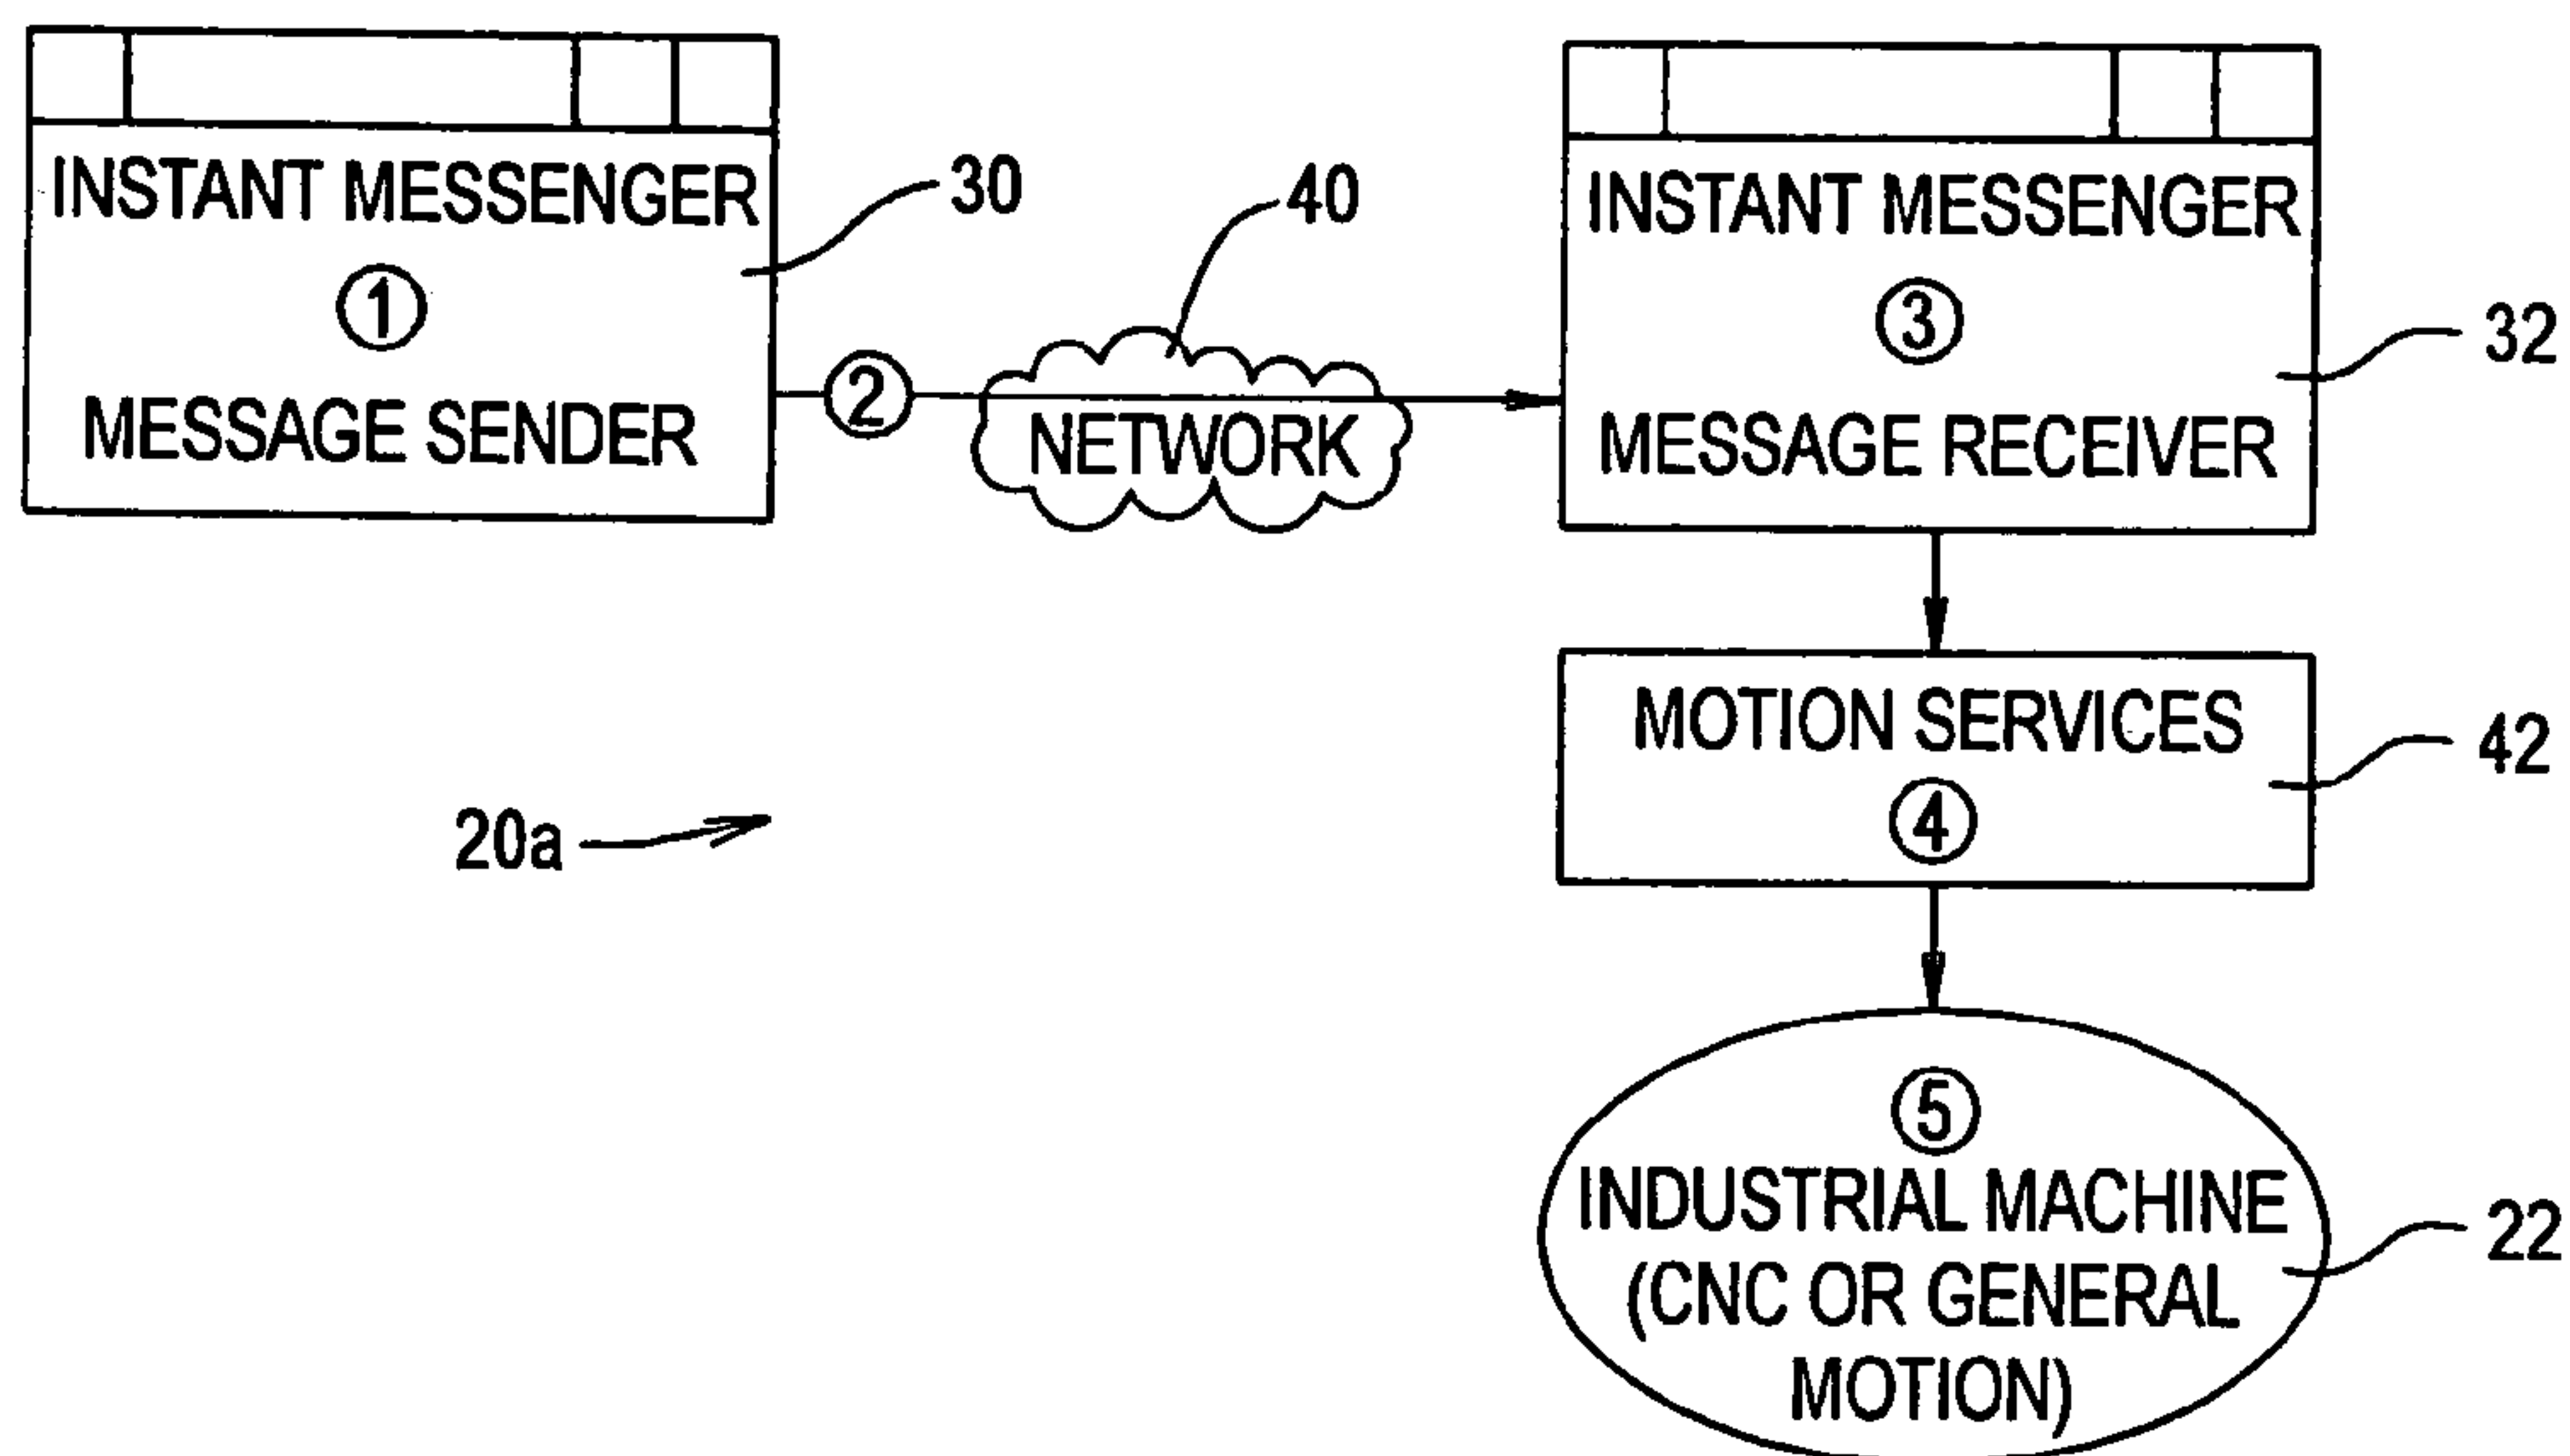 INSTANT MESSENGER
①
MESSAGE SENDER
30
②
40
NETWORK
INSTANT MESSENGER
③
MESSAGE RECEIVER
32
MOTION SERVICES
④
42
20a
⑤
INDUSTRIAL MACHINE
(CNC OR GENERAL
MOTION)
22